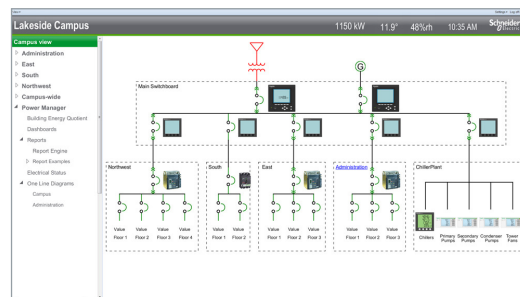 Lakeside Campus
1150 kW
11.9°
48%rh
10:35 AM
Schneider
Campus view
Administration
East
South
Northwest
Campus-wide
Power Manager
Building Energy Quotient
Dashboards
Reports
Report Engine
Report Examples
Electrical Status
One Line Diagrams
Campus
Administration
G
Main Switchboard
Northwest
South
East
Administration
ChillerPlant
Value Value Value Value
Floor 1 Floor 2 Floor 3 Floor 4
Value Value
Floor 1 Floor 2
Value Value Value
Floor 1 Floor 2 Floor 3
Value Value Value
Floor 1 Floor 2 Floor 3
Chillers
Primary Pumps
Secondary Pumps
Condenser Pumps
Tower Fans